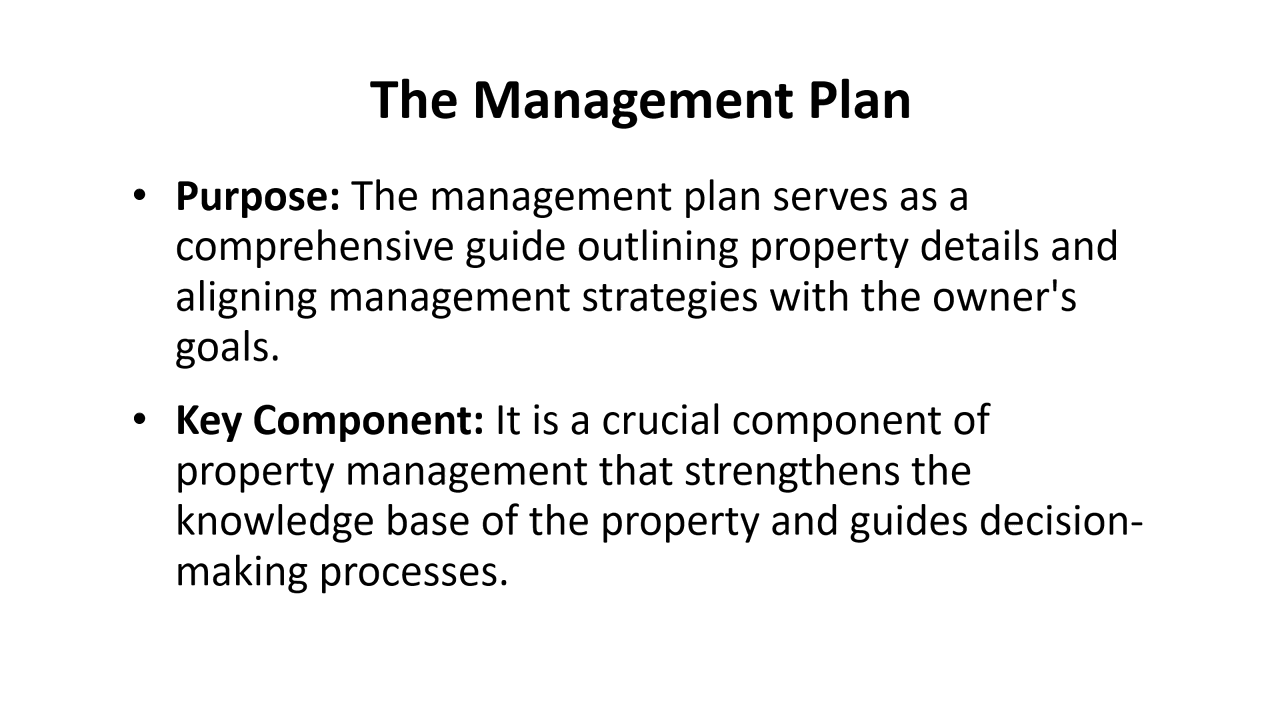 The Management Plan
• Purpose: The management plan serves as a
comprehensive guide outlining property details and
aligning management strategies with the owner's
goals.
• Key Component: It is a crucial component of
property management that strengthens the
knowledge base of the property and guides decision-
making processes.